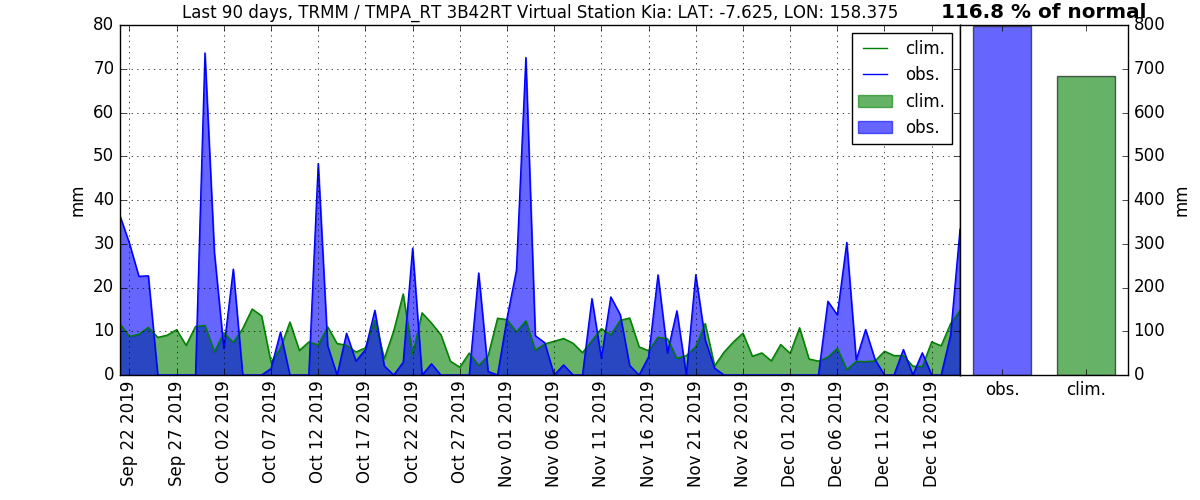 Last 90 days, TRMM / TMPA_RT 3B42RT Virtual Station Kia: LAT: -7.625, LON: 158.375
116.8 % of normal
80
70
60
50
40
30
20
10
0
mm
clim.
obs.
clim.
obs.
800
700
600
500
400
300
200
100
0
mm
Sep 22 2019
Sep 27 2019
Oct 02 2019
Oct 07 2019
Oct 12 2019
Oct 17 2019
Oct 22 2019
Oct 27 2019
Nov 01 2019
Nov 06 2019
Nov 11 2019
Nov 16 2019
Nov 21 2019
Nov 26 2019
Dec 01 2019
Dec 06 2019
Dec 11 2019
Dec 16 2019
obs.
clim.